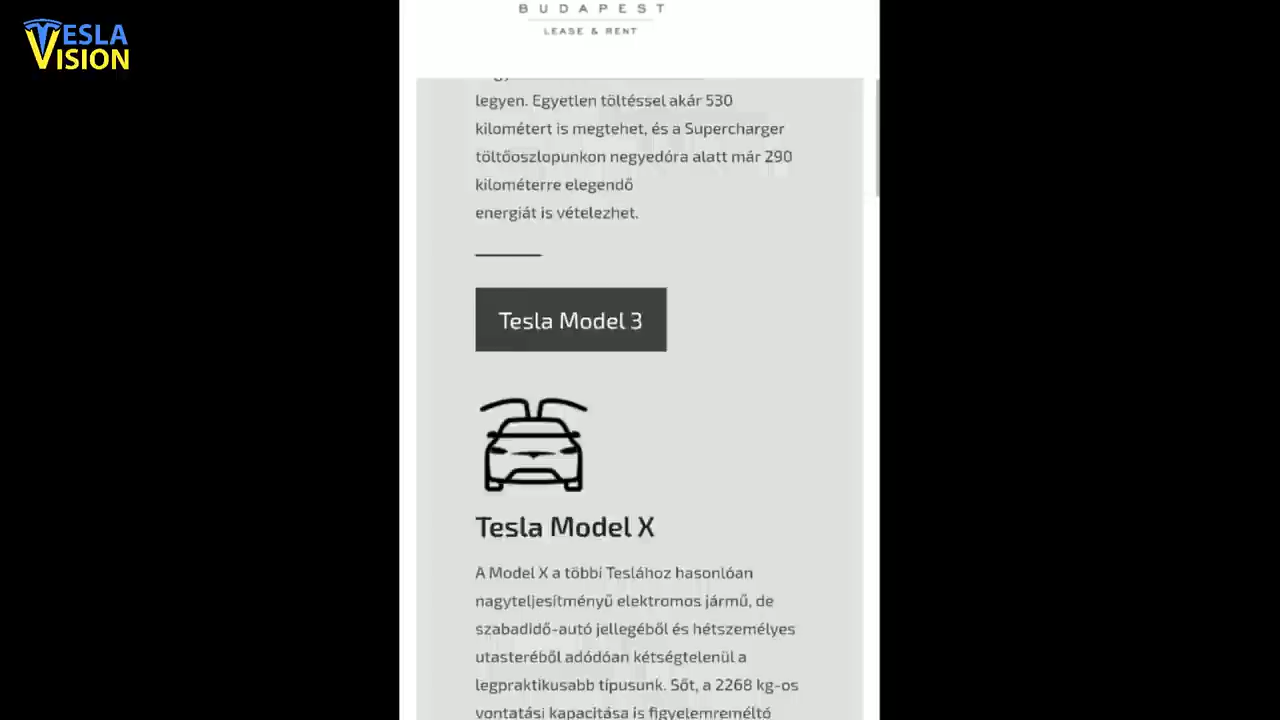 TESLA
VISION
BUDAPEST
LEASE & RENT
legyen. Egyetlen töltéssel akár 530
kilométert is megtehet, és a Supercharger
töltőoszlopunkon negyedóra alatt már 290
kilométerre elegendő
energiát is vételezhet.
Tesla Model 3
Tesla Model X
A Model X a többi Teslához hasonlóan
nagyteljesítményű elektromos jármű, de
szabadidő-autó jellegéből és hétszemélyes
utasteréből adódóan kétségtelenül a
legpraktikusabb típusunk. Sőt, a 2268 kg-os
vontatási kapacitása is figyelemreméltó